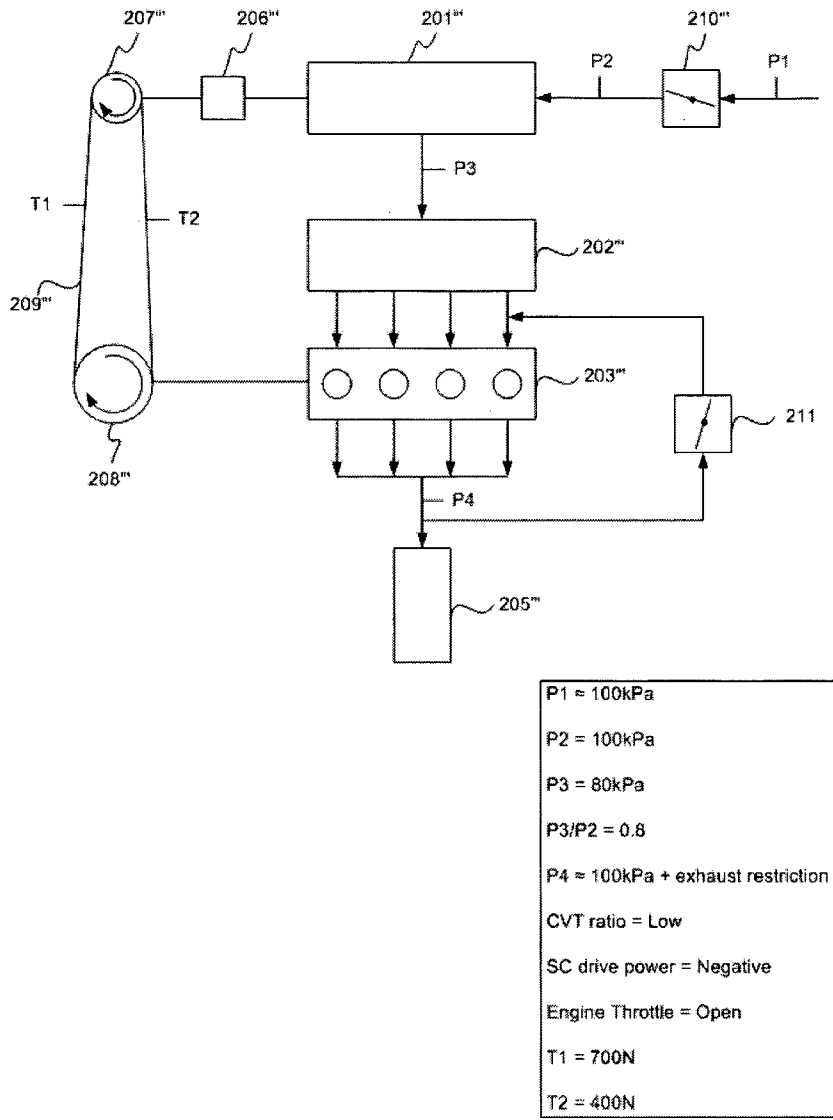 207''''
206''''
201''''
210''''
P2
P1
P3
T1
T2
202''''
209''''
203''''
211
208''''
P4
205''''
P1 ≈ 100kPa
P2 = 100kPa
P3 = 80kPa
P3/P2 = 0.8
P4 ≈ 100kPa + exhaust restriction
CVT ratio = Low
SC drive power = Negative
Engine Throttle = Open
T1 = 700N
T2 = 400N